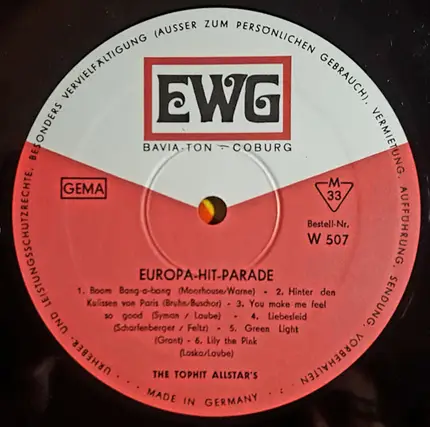 URHEBER- UND LEISTUNGSSCHUTZRECHTE, BESONDERS VERVIELFÄLTIGUNG (AUSSER ZUM PERSÖNLICHEN GEBRAUCH), VERMIETUNG, AUFFÜHRUNG, SENDUNG VORBEHALTEN
EWG
BAVIA-TON - COBURG
GEMA
M
33
Bestell-Nr.
W 507
EUROPA-HIT-PARADE
1. Boom Bang-a-bang (Moorhouse/Warne) - 2. Hinter den
Kulissen von Paris (Bruhn/Buschor) - 3. You make me feel
so good (Symon / Laube) - 4. Liebesleid
(Scharfenberger / Feltz) - 5. Green Light
(Grant) - 6. Lily the Pink
(Lasko/Laube)
THE TOPHIT ALLSTAR'S
MADE IN GERMANY